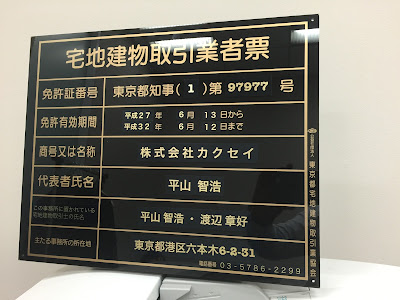 宅地建物取引業者票
免許証番号 東京都知事(1)第 97977 号
免許有効期間 平成27年 6月 13日から
平成32年 6月 12日まで
商号又は名称 株式会社カクセイ
代表者氏名 平山 智浩
この事務所に置かれている
宅地建物取引士の氏名 平山 智浩・渡辺 章好
主たる事務所の所在地 東京都港区六本木6-2-31
電話番号 03-5786-2299
公益社団法人 東京都宅地建物取引業協会